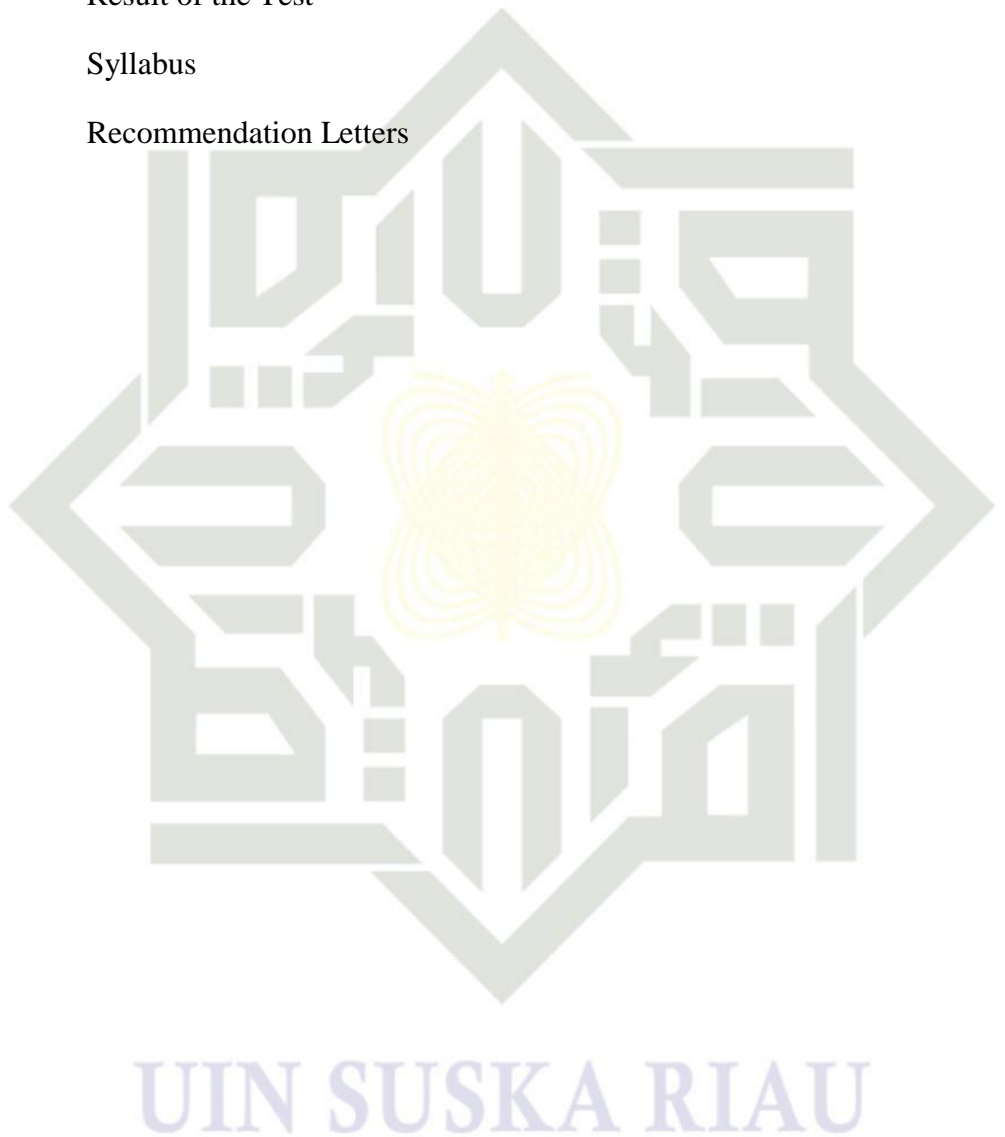 Result of the Test
Syllabus
Recommendation Letters
UIN SUSKA RIAU